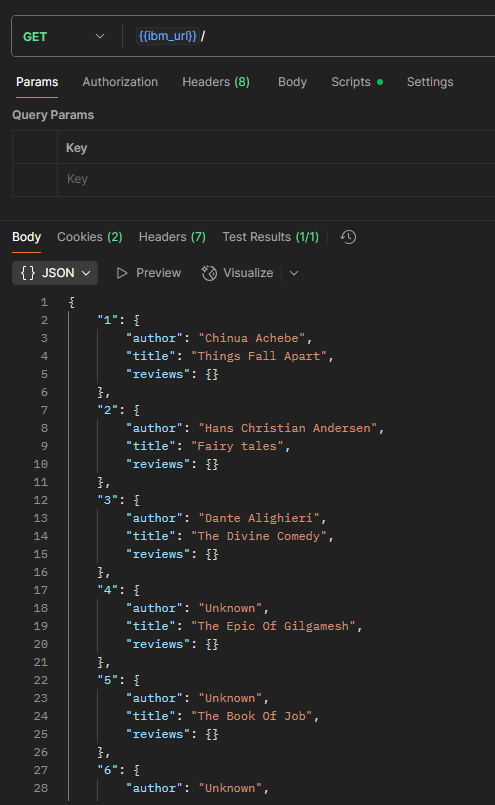 GET {{ibm_url}} /
Params Authorization Headers (8) Body Scripts Settings
Query Params
Key
Key
Body Cookies (2) Headers (7) Test Results (1/1)
{} JSON Preview Visualize
1 {
2 "1": {
3 "author": "Chinua Achebe",
4 "title": "Things Fall Apart",
5 "reviews": {}
6 },
7 "2": {
8 "author": "Hans Christian Andersen",
9 "title": "Fairy tales",
10 "reviews": {}
11 },
12 "3": {
13 "author": "Dante Alighieri",
14 "title": "The Divine Comedy",
15 "reviews": {}
16 },
17 "4": {
18 "author": "Unknown",
19 "title": "The Epic Of Gilgamesh",
20 "reviews": {}
21 },
22 "5": {
23 "author": "Unknown",
24 "title": "The Book Of Job",
25 "reviews": {}
26 },
27 "6": {
28 "author": "Unknown",